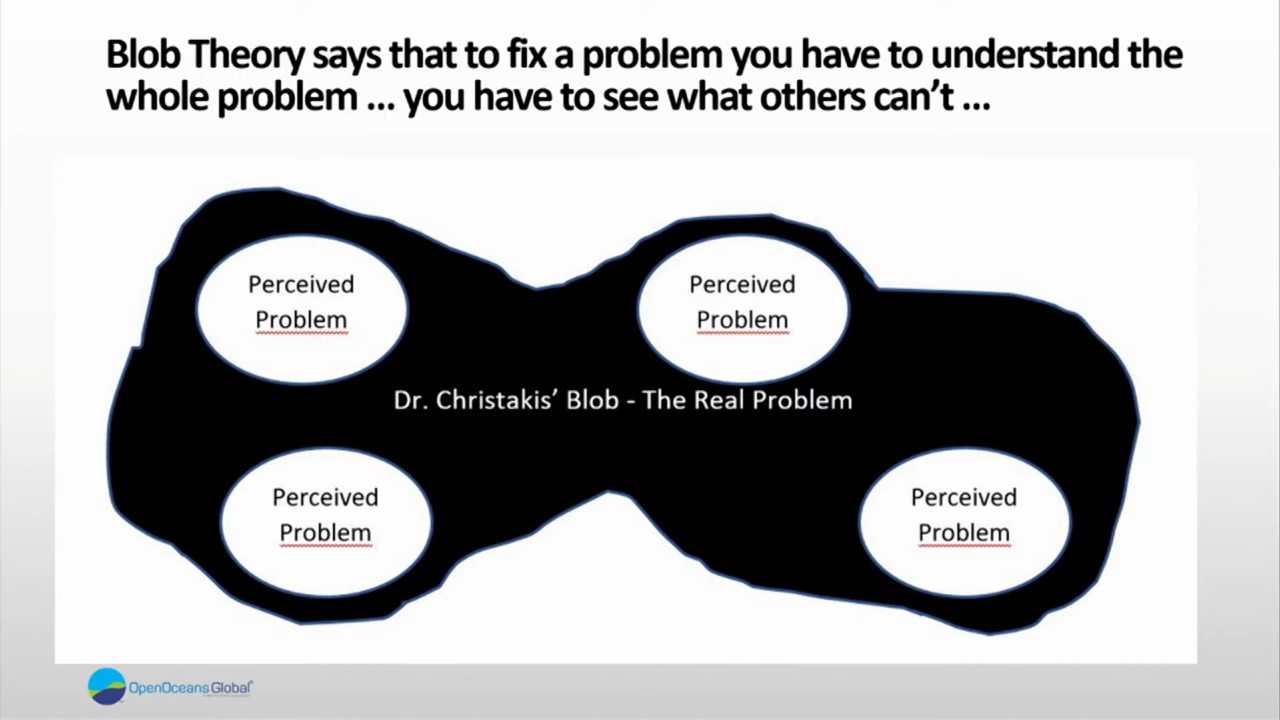 Blob Theory says that to fix a problem you have to understand the
whole problem ... you have to see what others can't ...
Perceived
Problem
Perceived
Problem
Dr. Christakis’ Blob - The Real Problem
Perceived
Problem
Perceived
Problem
OpenOceans Global